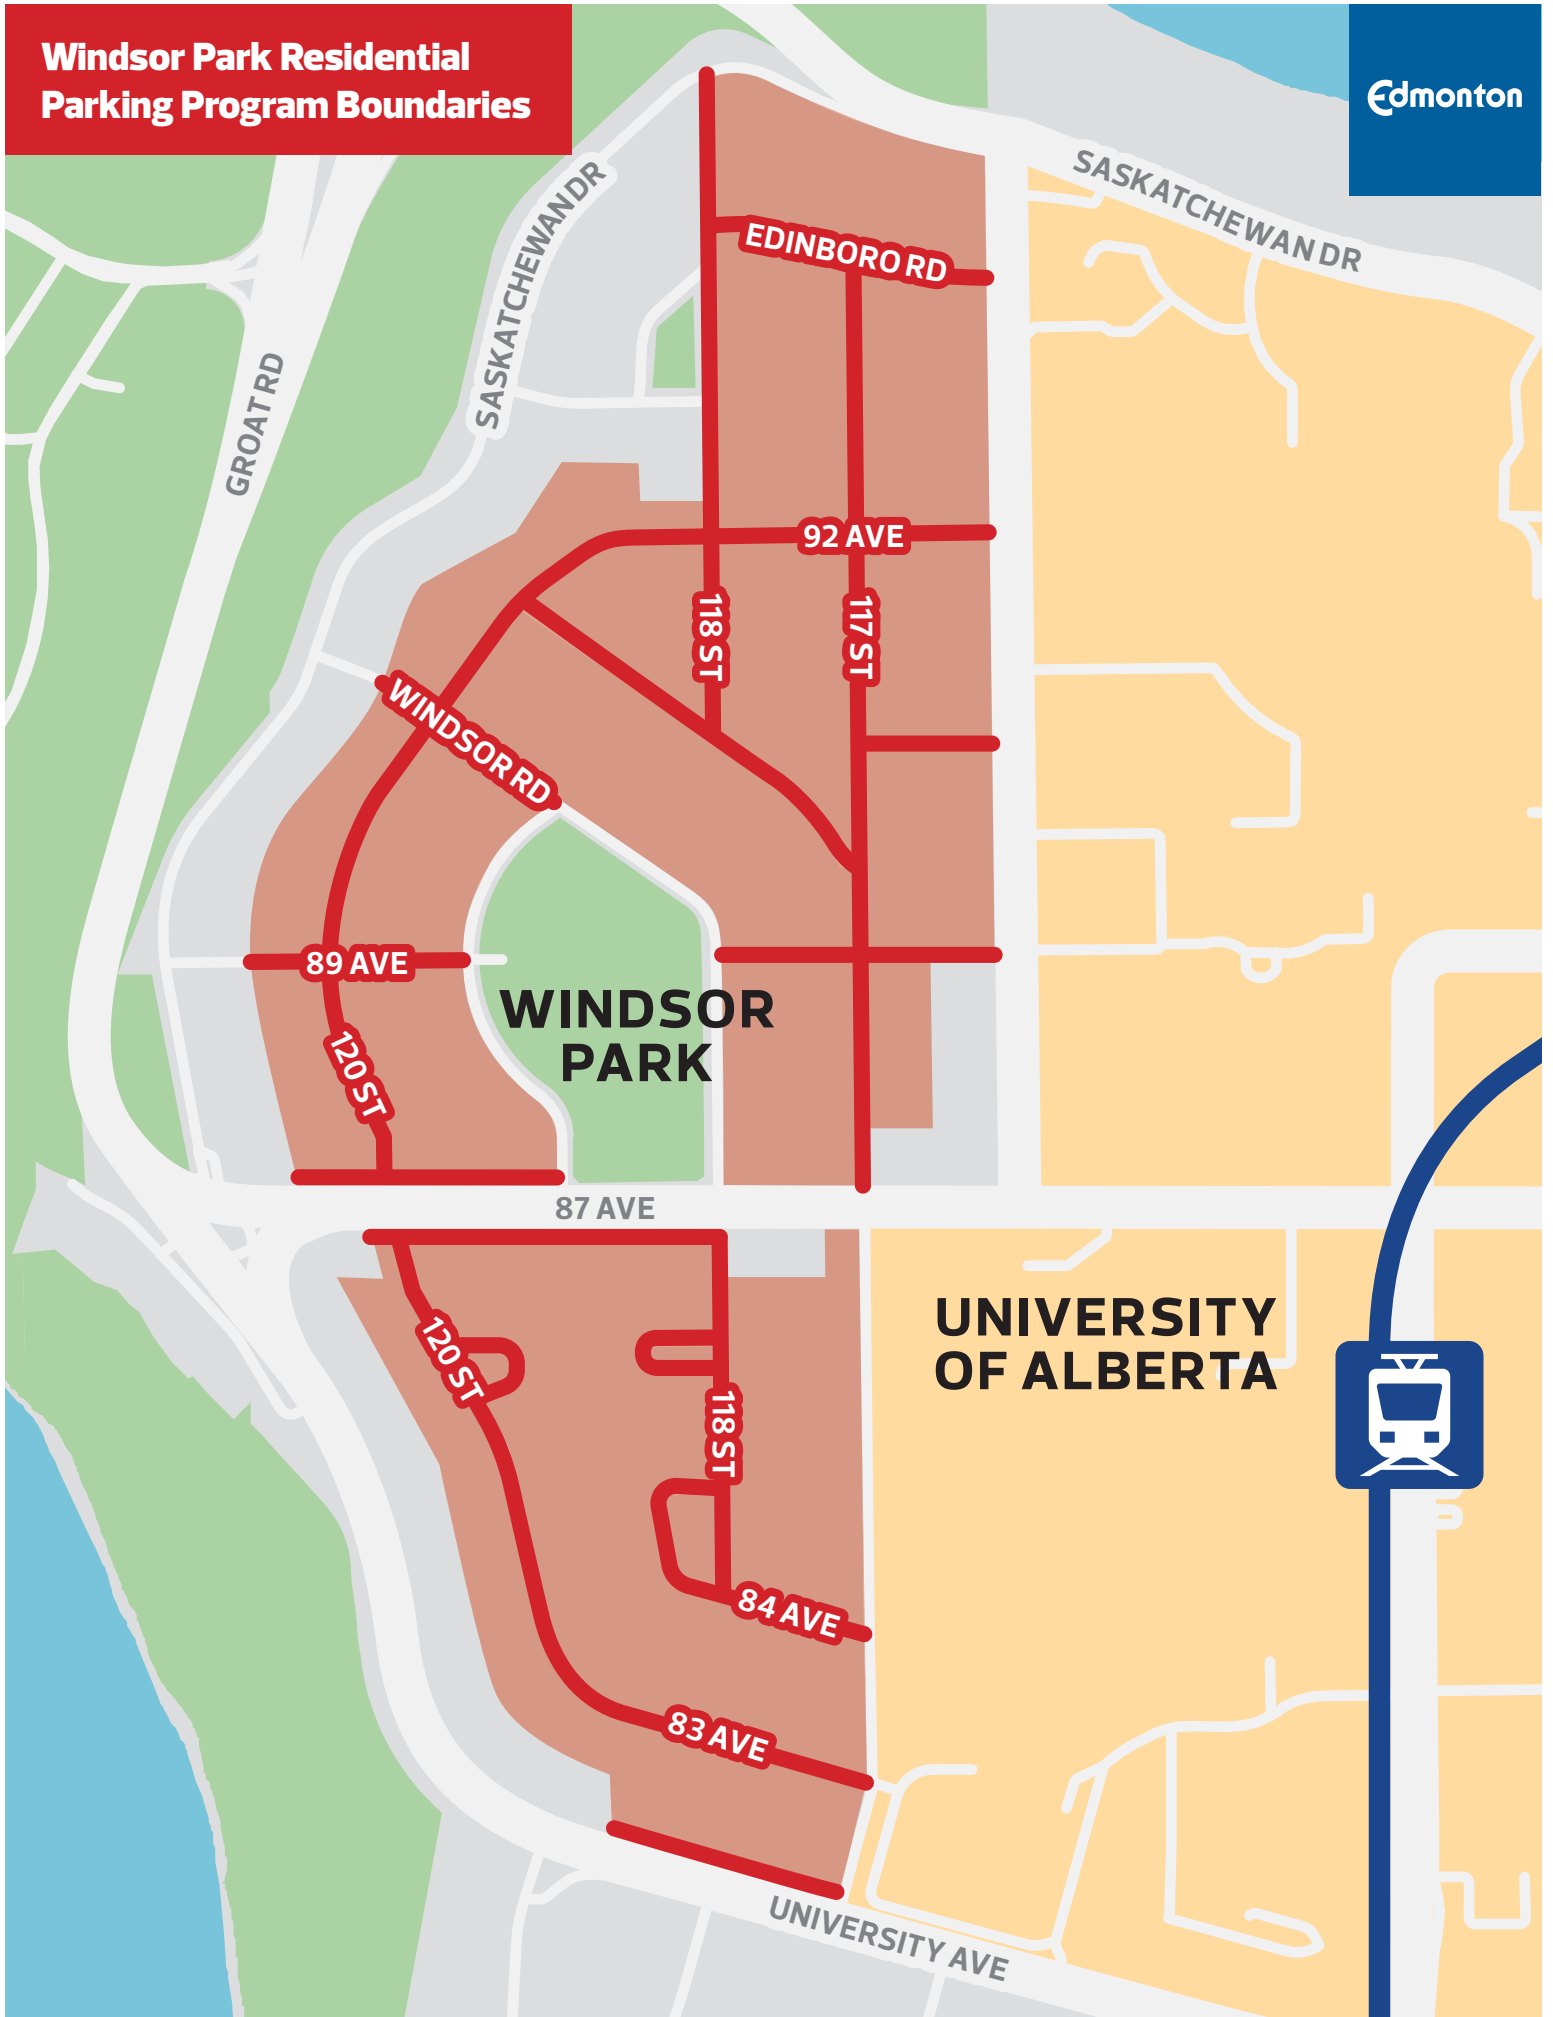 Windsor Park Residential
Parking Program Boundaries
Edmonton
SASKATCHEWAN DR
SASKATCHEWAN DR
EDINBORO RD
GROAT RD
92 AVE
118 ST
117 ST
WINDSOR RD
89 AVE
WINDSOR
PARK
120 ST
87 AVE
UNIVERSITY
OF ALBERTA
120 ST
118 ST
84 AVE
83 AVE
UNIVERSITY AVE